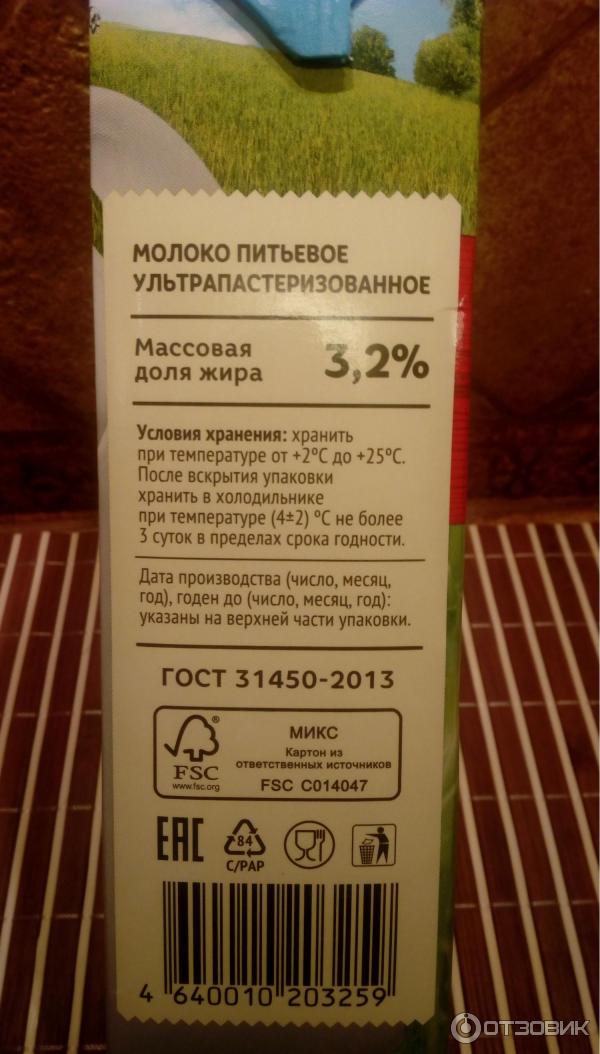 МОЛОКО ПИТЬЕВОЕ
УЛЬТРАПАСТЕРИЗОВАННОЕ
Массовая
доля жира
3,2%
Условия хранения: хранить
при температуре от +2°С до +25°С.
После вскрытия упаковки
хранить в холодильнике
при температуре (4±2) °С не более
3 суток в пределах срока годности.
Дата производства (число, месяц,
год), годен до (число, месяц, год):
указаны на верхней части упаковки.
ГОСТ 31450-2013
FSC
www.fsc.org
®
МИКС
Картон из
ответственных источников
FSC C014047
EAC
84
C/PAP
4 640010 203259
ОТЗОВИК